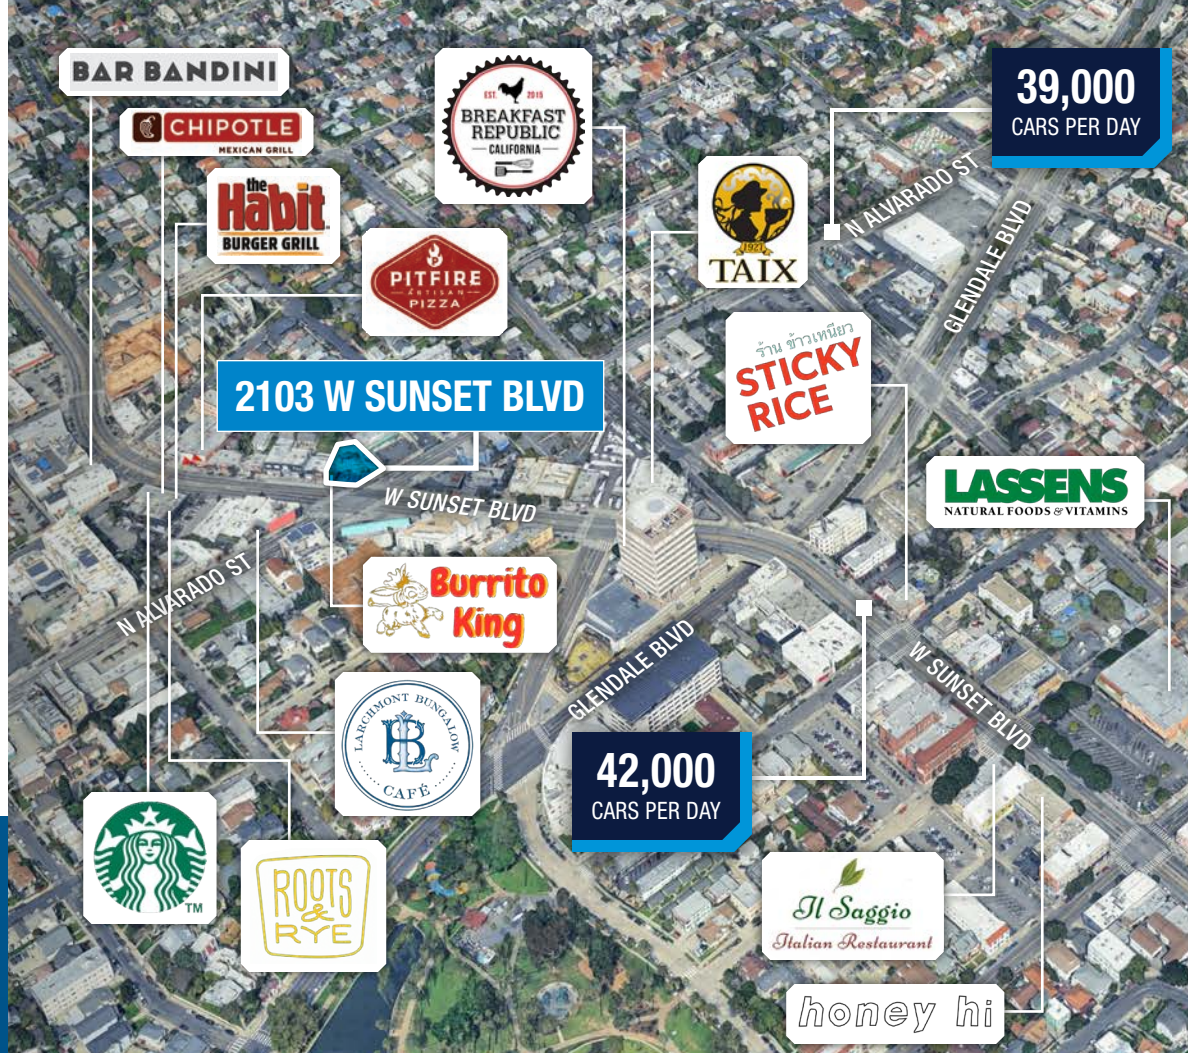 BAR BANDINI
CHIPOTLE
MEXICAN GRILL
the
Habit
BURGER GRILL
EST. 2015
BREAKFAST
REPUBLIC
CALIFORNIA
PITFIRE
ARTISAN
PIZZA
1927
TAIX
39,000
CARS PER DAY
N ALVARADO ST
GLENDALE BLVD
ร้าน ข้าวเหนียว
STICKY
RICE
2103 W SUNSET BLVD
W SUNSET BLVD
LASSENS
NATURAL FOODS & VITAMINS
N ALVARADO ST
Burrito
King
GLENDALE BLVD
W SUNSET BLVD
LARCHMONT BUNGALOW
LB
CAFÉ
42,000
CARS PER DAY
TM
ROOTS
&
RYE
Il Saggio
Italian Restaurant
honey hi